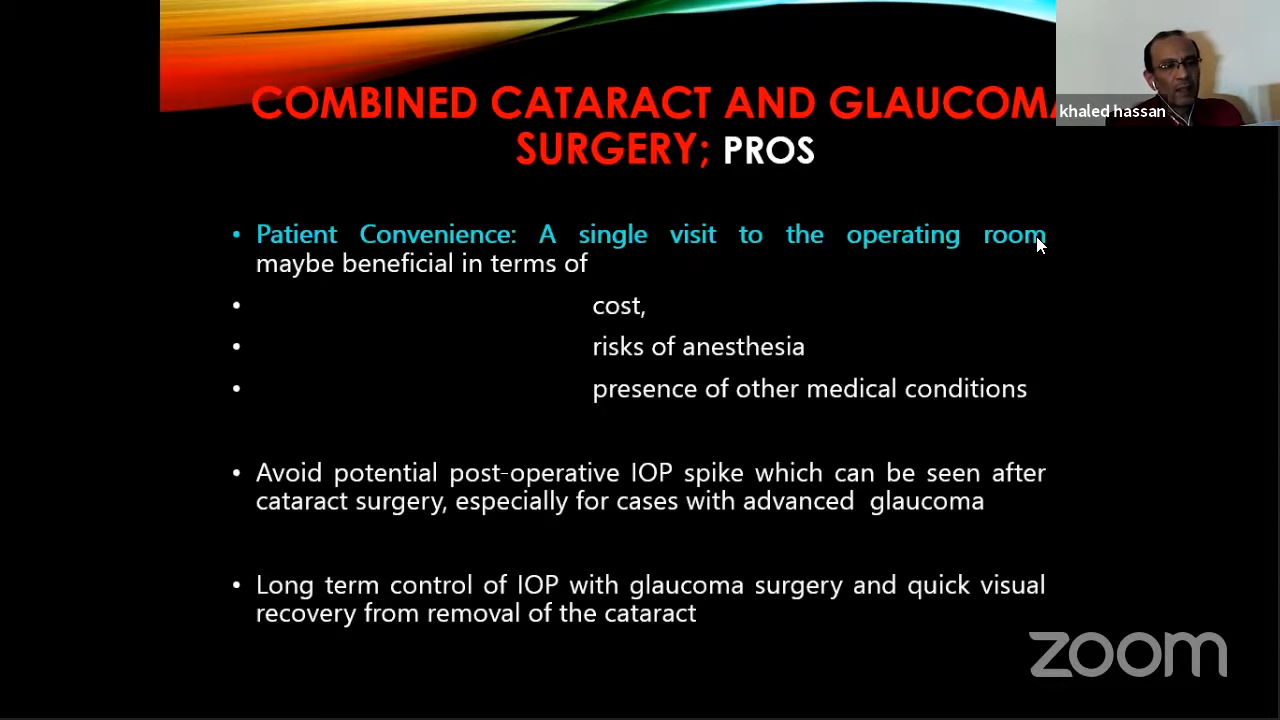 COMBINED CATARACT AND GLAUCOMA
SURGERY; PROS
khaled hassan
• Patient Convenience: A single visit to the operating room
maybe beneficial in terms of
• cost,
• risks of anesthesia
• presence of other medical conditions
• Avoid potential post-operative IOP spike which can be seen after
cataract surgery, especially for cases with advanced glaucoma
• Long term control of IOP with glaucoma surgery and quick visual
recovery from removal of the cataract
zoom